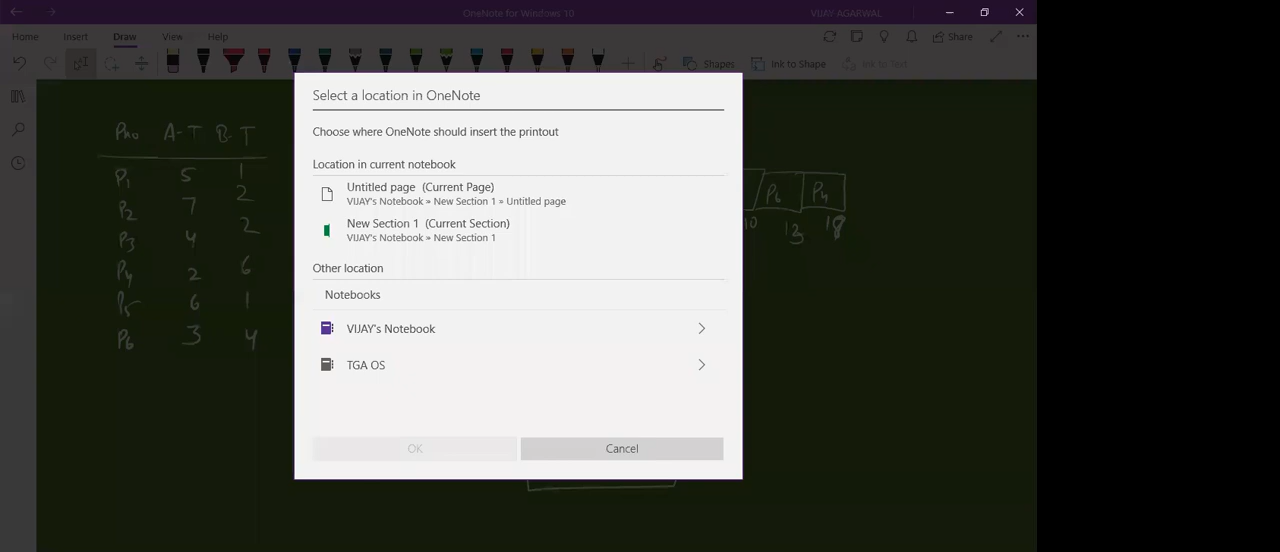 OneNote for Windows 10
VIJAY AGARWAL
Home Insert Draw View Help
Share
Shapes
Ink to Shape
Ink to Text
Select a location in OneNote
Choose where OneNote should insert the printout
Location in current notebook
Untitled page (Current Page)
VIJAY's Notebook » New Section 1 » Untitled page
New Section 1 (Current Section)
VIJAY's Notebook » New Section 1
Other location
Notebooks
VIJAY's Notebook
TGA OS
OK Cancel
Pno A-T B-T
P1 5 1
P2 7 2
P3 4 2
P4 2 6
P5 6 1
P6 3 4
P6 P4
10 13 18